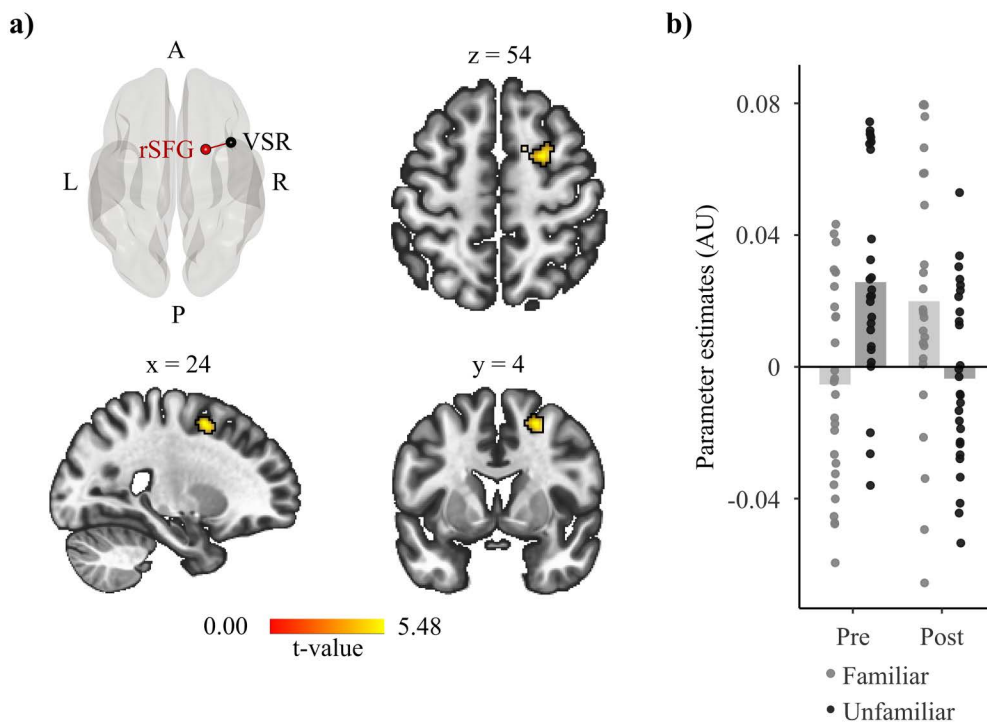 a)
A
rSFG
VSR
L
R
P
z = 54
x = 24
y = 4
0.00
5.48
t-value
b)
Parameter estimates (AU)
0.08
0.04
0
-0.04
Pre Post
Familiar
Unfamiliar